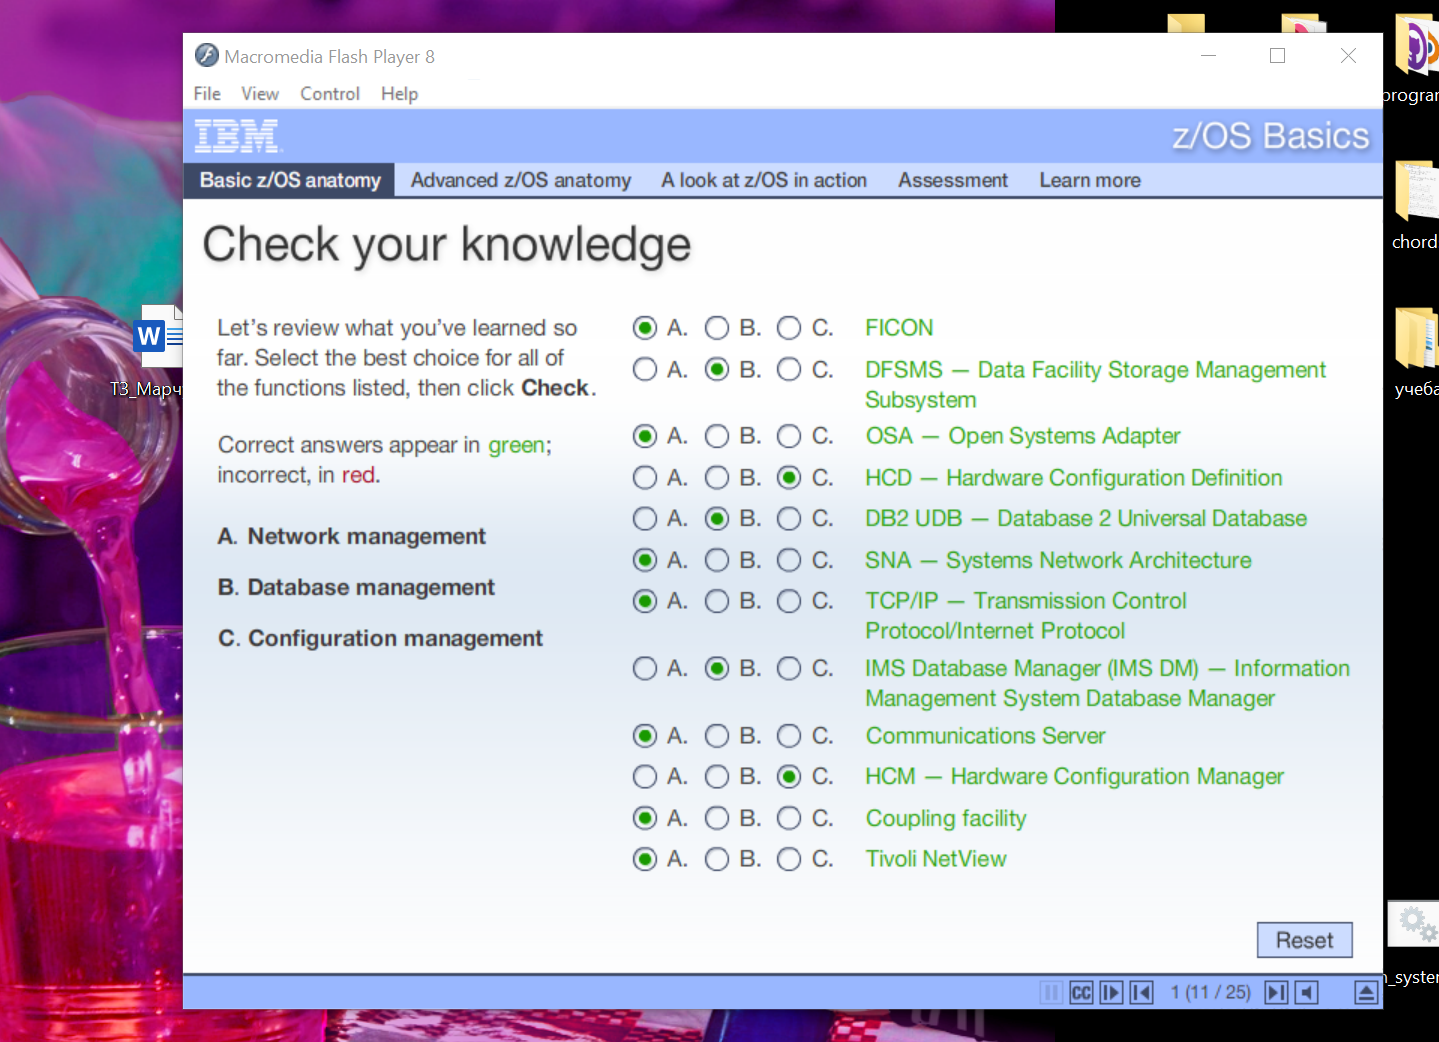 Macromedia Flash Player 8
File View Control Help
IBM
z/OS Basics
Basic z/OS anatomy Advanced z/OS anatomy A look at z/OS in action Assessment Learn more
Check your knowledge
Let's review what you've learned so
far. Select the best choice for all of
the functions listed, then click Check.
Correct answers appear in green;
incorrect, in red.
A. Network management
B. Database management
C. Configuration management
A. B. C. FICON
A. B. C. DFSMS — Data Facility Storage Management
Subsystem
A. B. C. OSA — Open Systems Adapter
A. B. C. HCD — Hardware Configuration Definition
A. B. C. DB2 UDB — Database 2 Universal Database
A. B. C. SNA — Systems Network Architecture
A. B. C. TCP/IP — Transmission Control
Protocol/Internet Protocol
A. B. C. IMS Database Manager (IMS DM) — Information
Management System Database Manager
A. B. C. Communications Server
A. B. C. HCM — Hardware Configuration Manager
A. B. C. Coupling facility
A. B. C. Tivoli NetView
Reset
CC 1 (11 / 25)
W
ТЗ_Марч
chord
учеба